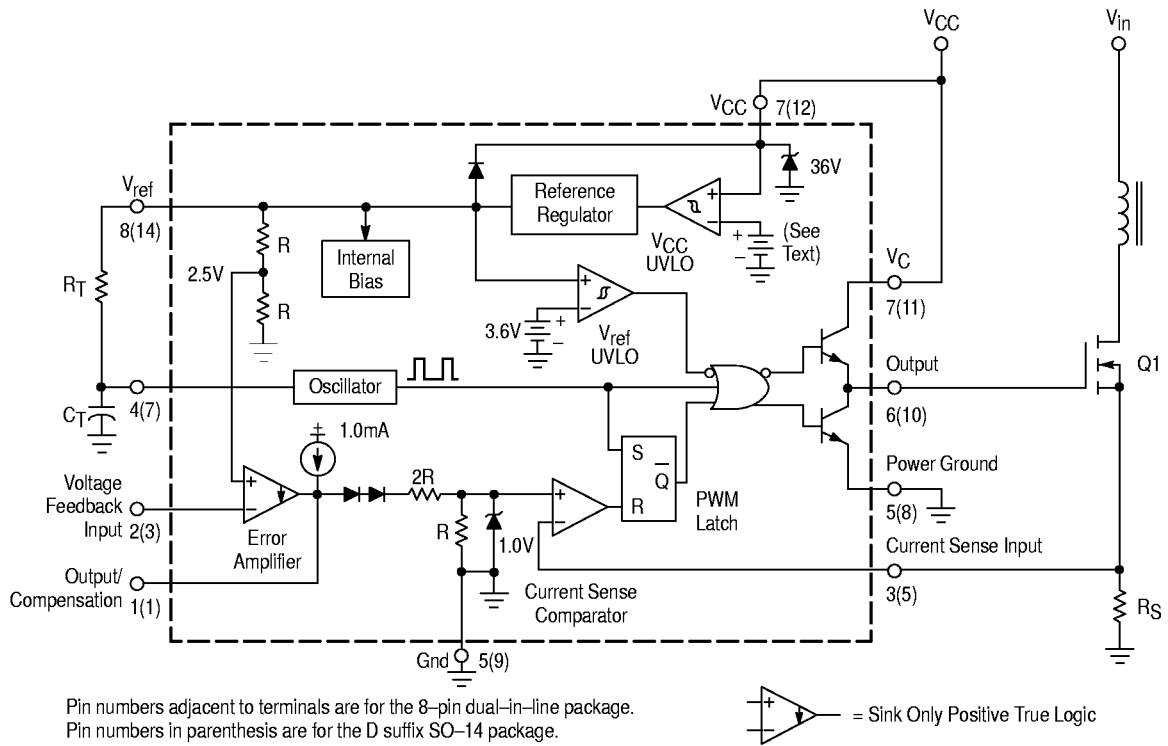 VCC
Vin
VCC 7(12)
36V
Vref
8(14)
Reference
Regulator
+
−
VCC
UVLO
+
−
(See
Text)
R
Internal
Bias
2.5V
R
RT
VC
7(11)
+
−
3.6V
+
−
Vref
UVLO
Q1
Output
6(10)
Oscillator
4(7)
CT
1.0mA
S
Q
R
PWM
Latch
Power Ground
5(8)
Voltage
Feedback
Input
2(3)
+
−
Error
Amplifier
2R
R
1.0V
+
−
Current Sense
Comparator
Current Sense Input
3(5)
RS
Output/
Compensation
1(1)
Gnd
5(9)
Pin numbers adjacent to terminals are for the 8–pin dual–in–line package.
Pin numbers in parenthesis are for the D suffix SO–14 package.
+
−
= Sink Only Positive True Logic